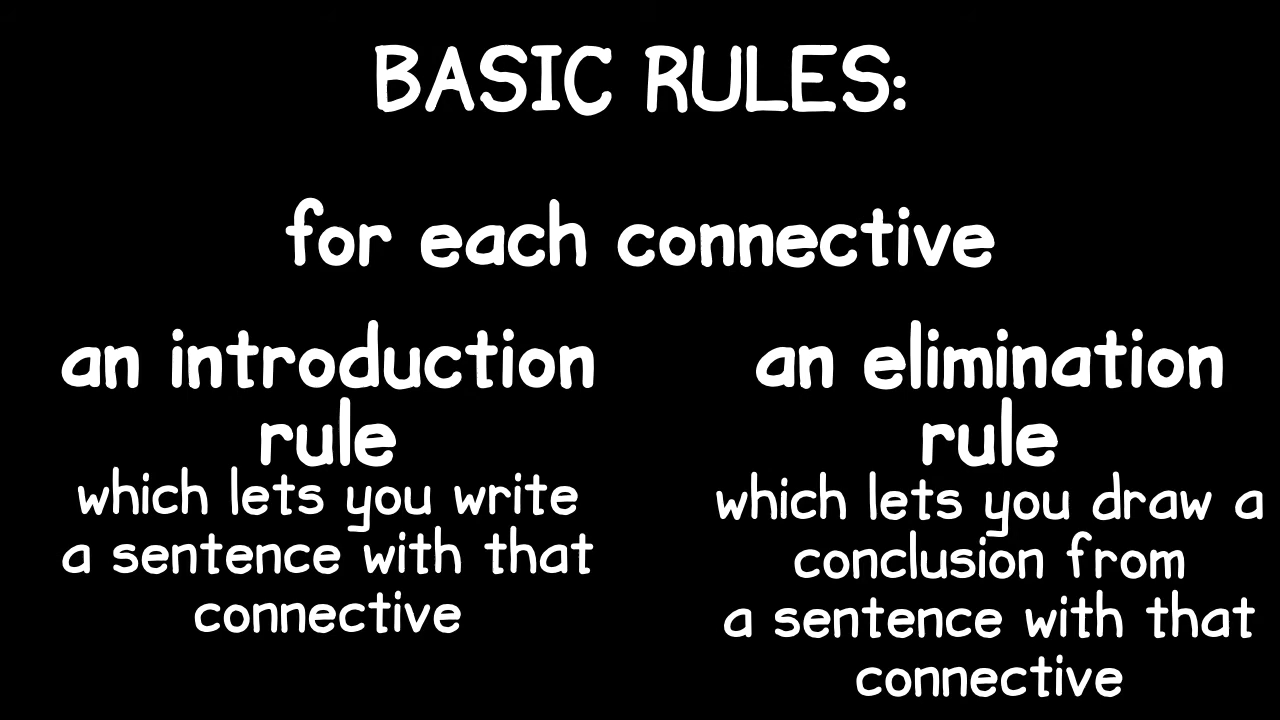 BASIC RULES:
for each connective
an introduction
rule
which lets you write
a sentence with that
connective
an elimination
rule
which lets you draw a
conclusion from
a sentence with that
connective